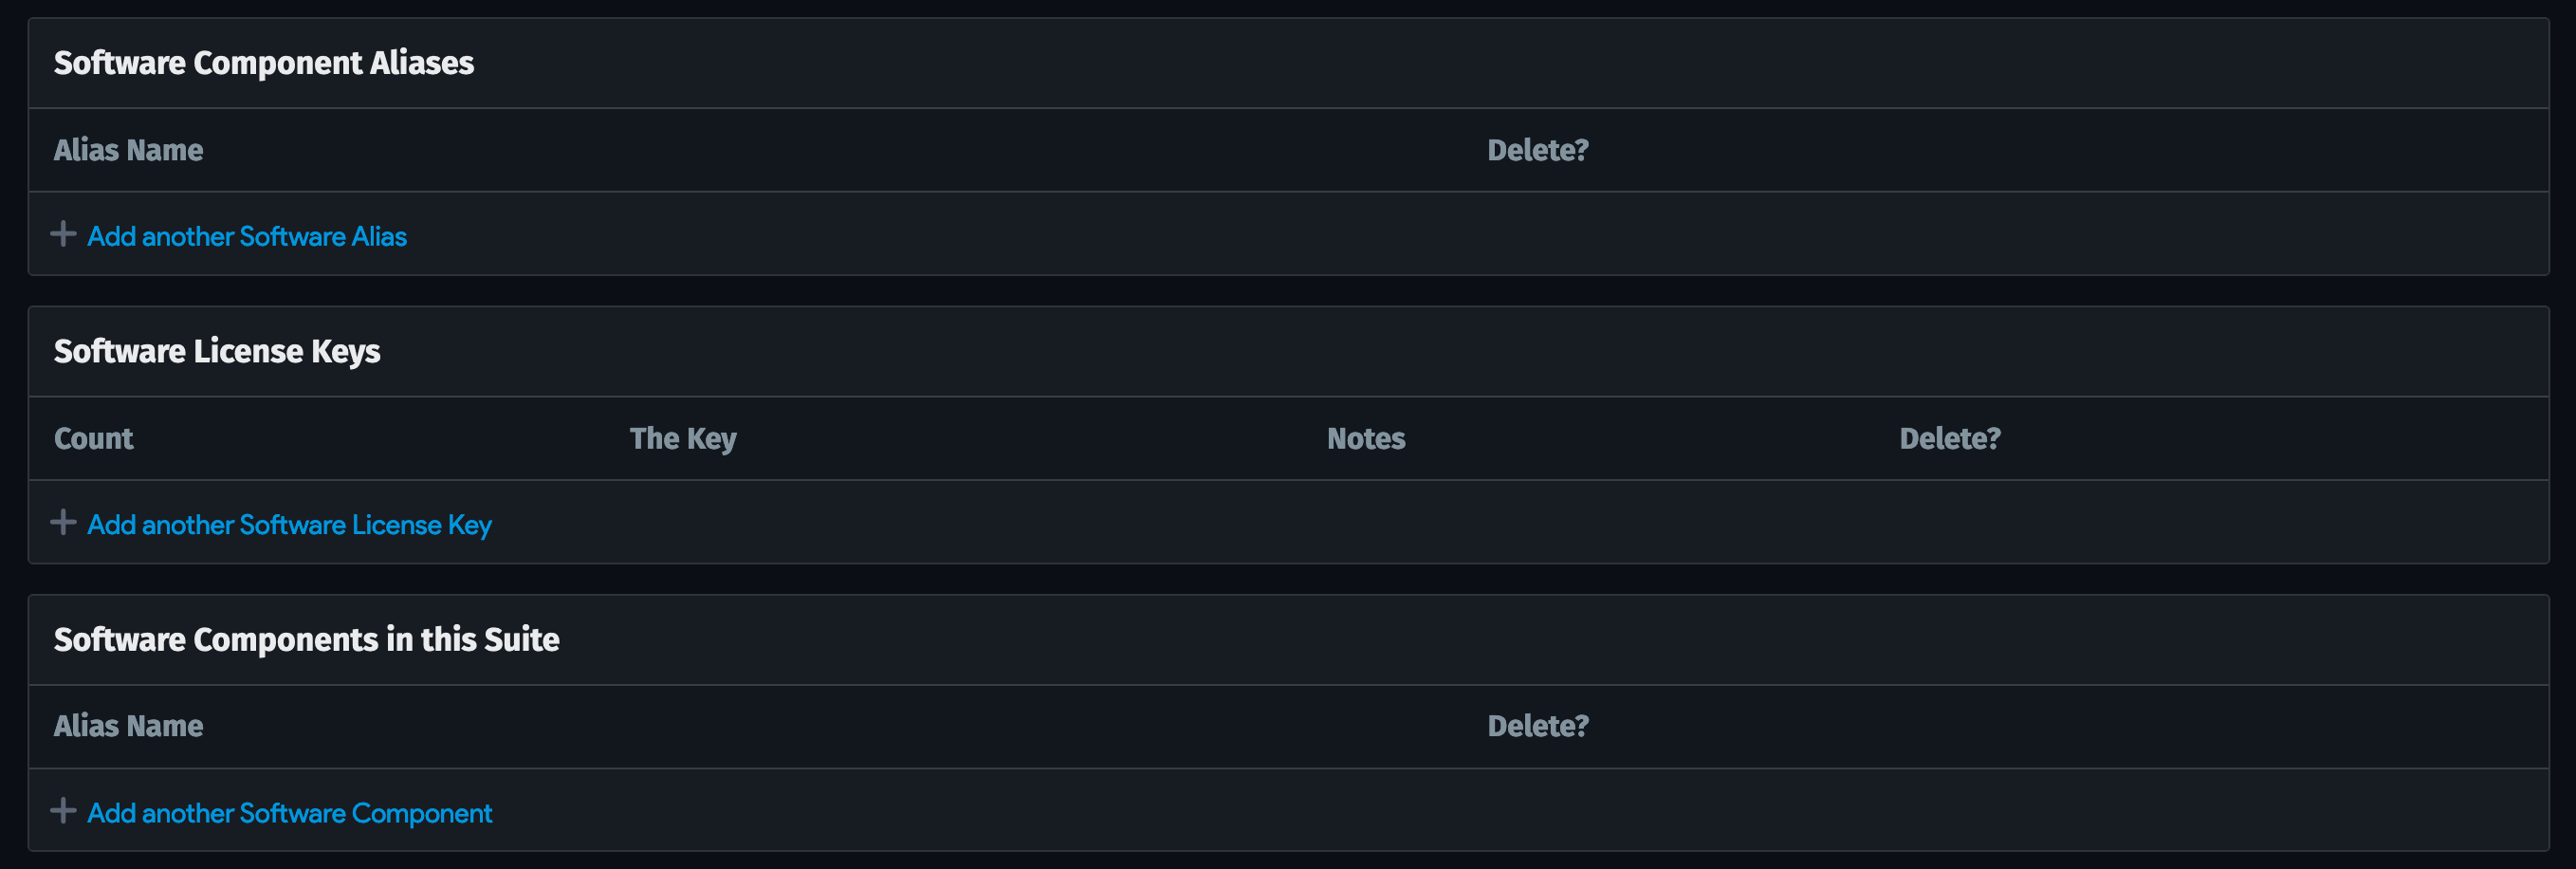 Software Component Aliases
Alias Name Delete?
Add another Software Alias
Software License Keys
Count The Key Notes Delete?
Add another Software License Key
Software Components in this Suite
Alias Name Delete?
Add another Software Component